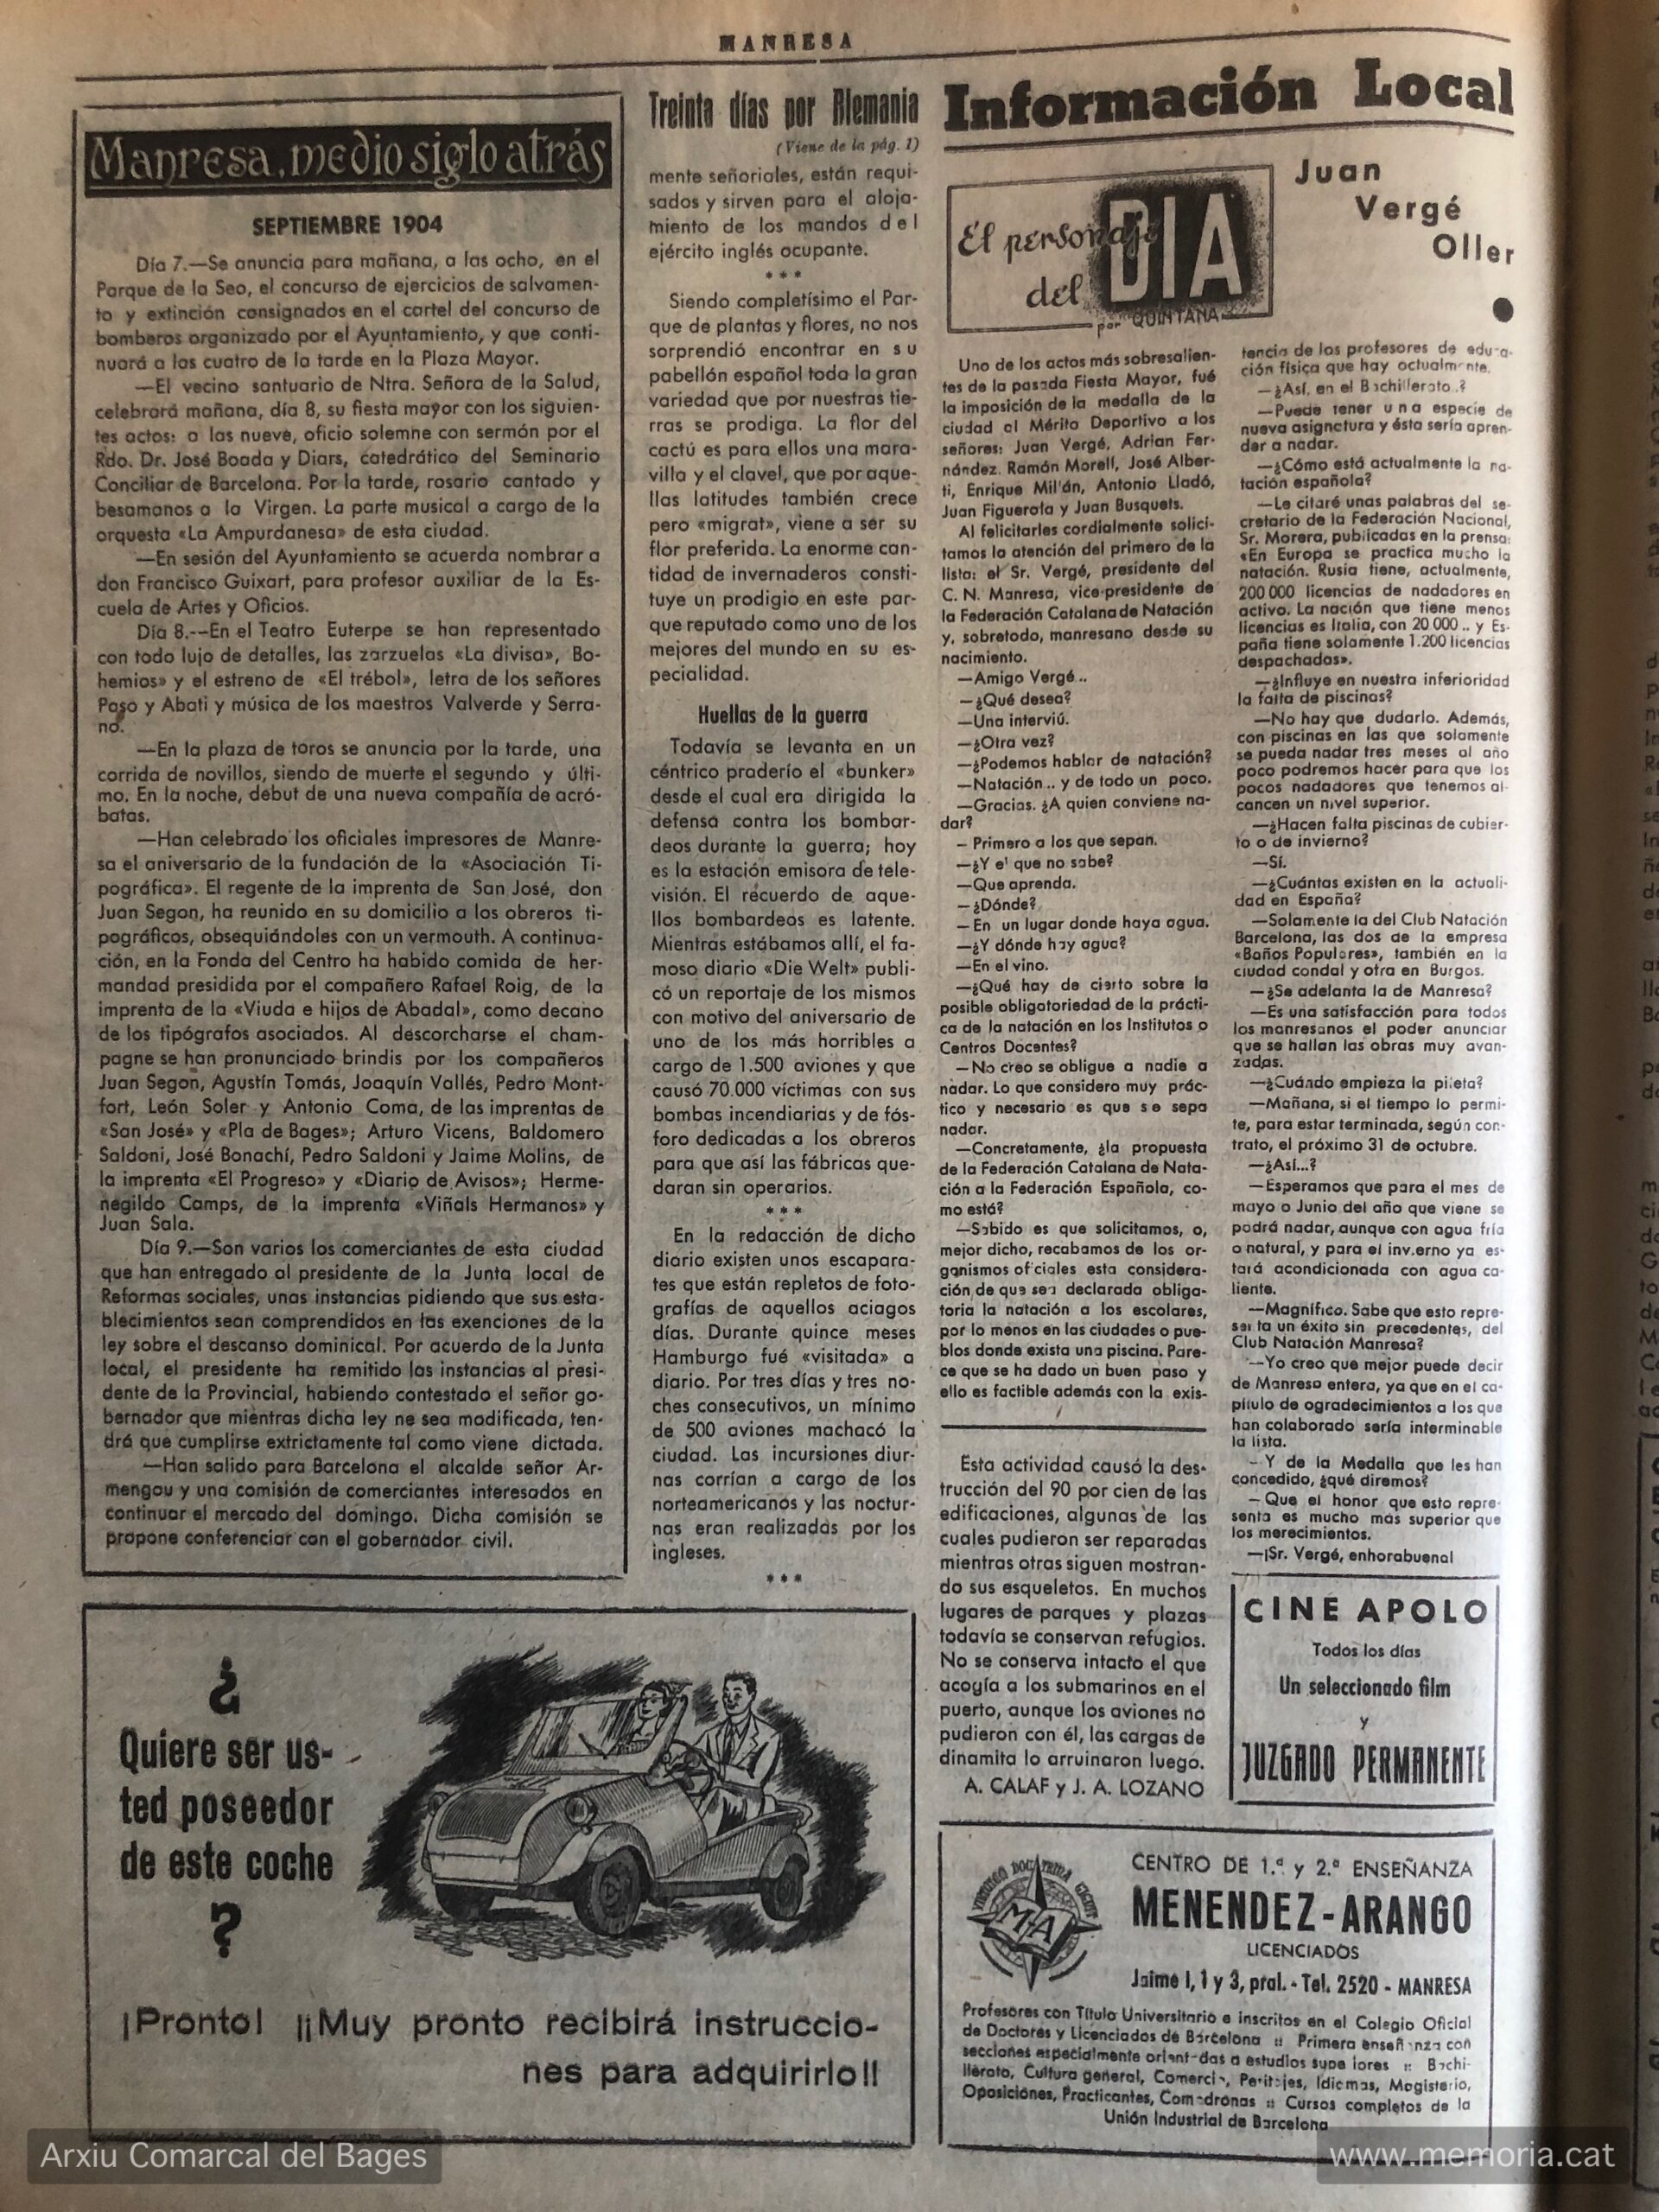 MANRESA
Manresa, medio siglo atrás
SEPTIEMBRE 1904
Día 7.—Se anuncia para mañana, a las ocho, en el
Parque de la Seo, el concurso de ejercicios de salvamen-
to y extinción consignados en el cartel del concurso de
bomberos organizado por el Ayuntamiento, y que conti-
nuará a las cuatro de la tarde en la Plaza Mayor.
—El vecino santuario de Ntra. Señora de la Salud,
celebrará mañana, día 8, su fiesta mayor con los siguien-
tes actos: a las nueve, oficio solemne con sermón por el
Rdo. Dr. José Boada y Diars, catedrático del Seminario
Conciliar de Barcelona. Por la tarde, rosario cantado y
besamanos a la Virgen. La parte musical a cargo de la
orquesta «La Ampurdanesa» de esta ciudad.
—En sesión del Ayuntamiento se acuerda nombrar a
don Francisco Guixart, para profesor auxiliar de la Es-
cuela de Artes y Oficios.
Día 8.--En el Teatro Euterpe se han representado
con todo lujo de detalles, las zarzuelas «La divisa», Bo-
hemios» y el estreno de «El trébol», letra de los señores
Paso y Abati y música de los maestros Valverde y Serra-
no.
—En la plaza de toros se anuncia por la tarde, una
corrida de novillos, siendo de muerte el segundo y últi-
mo. En la noche, debut de una nueva compañía de acró-
batas.
—Han celebrado los oficiales impresores de Manre-
sa el aniversario de la fundación de la «Asociación Ti-
pográfica». El regente de la imprenta de San José, don
Juan Segon, ha reunido en su domicilio a los obreros ti-
pográficos, obsequiándoles con un vermouth. A continua-
ción, en la Fonda del Centro ha habido comida de her-
mandad presidida por el compañero Rafael Roig, de la
imprenta de la «Viuda e hijos de Abadal», como decano
de los tipógrafos asociados. Al descorcharse el cham-
pagne se han pronunciado brindis por los compañeros
Juan Segon, Agustín Tomás, Joaquín Vallés, Pedro Mont-
fort, León Soler y Antonio Coma, de las imprentas de
«San José» y «Pla de Bages»; Arturo Vicens, Baldomero
Saldoni, José Bonachí, Pedro Saldoni y Jaime Molins, de
la imprenta «El Progreso» y «Diario de Avisos»; Herme-
negildo Camps, de la imprenta «Viñals Hermanos» y
Juan Sala.
Día 9.—Son varios los comerciantes de esta ciudad
que han entregado al presidente de la Junta local de
Reformas sociales, unas instancias pidiendo que sus esta-
blecimientos sean comprendidos en las exenciones de la
ley sobre el descanso dominical. Por acuerdo de la Junta
local, el presidente ha remitido las instancias al presi-
dente de la Provincial, habiendo contestado el señor go-
bernador que mientras dicha ley ne sea modificada, ten-
drá que cumplirse extrictamente tal como viene dictada.
—Han salido para Barcelona el alcalde señor Ar-
mengou y una comisión de comerciantes interesados en
continuar el mercado del domingo. Dicha comisión se
propone conferenciar con el gobernador civil.
Treinta días por Alemania
(Viene de la pág. 1)
mente señoriales, están requi-
sados y sirven para el aloja-
miento de los mandos del
ejército inglés ocupante.
* * *
Siendo completísimo el Par-
que de plantas y flores, no nos
sorprendió encontrar en su
pabellón español toda la gran
variedad que por nuestras tie-
rras se prodiga. La flor del
cactú es para ellos una mara-
villa y el clavel, que por aque-
llas latitudes también crece
pero «migrat», viene a ser su
flor preferida. La enorme can-
tidad de invernaderos consti-
tuye un prodigio en este par-
que reputado como uno de los
mejores del mundo en su es-
pecialidad.
Huellas de la guerra
Todavía se levanta en un
céntrico praderío el «bunker»
desde el cual era dirigida la
defensa contra los bombar-
deos durante la guerra; hoy
es la estación emisora de tele-
visión. El recuerdo de aque-
llos bombardeos es latente.
Mientras estábamos allí, el fa-
moso diario «Die Welt» publi-
có un reportaje de los mismos
con motivo del aniversario de
uno de los más horribles a
cargo de 1.500 aviones y que
causó 70.000 víctimas con sus
bombas incendiarias y de fós-
foro dedicadas a los obreros
para que así las fábricas que-
daran sin operarios.
* * *
En la redacción de dicho
diario existen unos escapara-
tes que están repletos de foto-
grafías de aquellos aciagos
días. Durante quince meses
Hamburgo fué «visitada» a
diario. Por tres días y tres no-
ches consecutivos, un mínimo
de 500 aviones machacó la
ciudad. Las incursiones diur-
nas corrían a cargo de los
norteamericanos y las noctur-
nas eran realizadas por los
ingleses.
* * *
Esta actividad causó la des-
trucción del 90 por cien de las
edificaciones, algunas de las
cuales pudieron ser reparadas
mientras otras siguen mostran-
do sus esqueletos. En muchos
lugares de parques y plazas
todavía se conservan refugios.
No se conserva intacto el que
acogía a los submarinos en el
puerto, aunque los aviones no
pudieron con él, las cargas de
dinamita lo arruinaron luego.
A. CALAF y J. A. LOZANO
Información Local
El personaje
del DIA
por QUINTANA
Juan
Vergé
Oller
Uno de los actos más sobresalien-
tes de la pasada Fiesta Mayor, fué
la imposición de la medalla de la
ciudad al Mérito Deportivo a los
señores: Juan Vergé, Adrian Fer-
nández. Ramón Morell, José Alber-
ti, Enrique Milán, Antonio Lladó,
Juan Figuerola y Juan Busquets.
Al felicitarles cordialmente solici-
tamos la atención del primero de la
lista: el Sr. Vergé, presidente del
C. N. Manresa, vice-presidente de
la Federación Catalana de Natación
y, sobretodo, manresano desde su
nacimiento.
—Amigo Vergé..
—¿Qué desea?
—Una interviú.
—¿Otra vez?
—¿Podemos hablar de natación?
—Natación.. y de todo un poco.
—Gracias. ¿A quien conviene na-
dar?
– Primero a los que sepan.
—¿Y el que no sabe?
—Que aprenda.
—¿Dónde?
—En un lugar donde haya agua.
—¿Y dónde hay agua?
—En el vino.
—¿Qué hay de cierto sobre la
posible obligatoriedad de la prácti-
ca de la natación en los Institutos o
Centros Docentes?
—No creo se obligue a nadie a
nadar. Lo que considero muy prác-
tico y necesario es que se sepa
nadar.
—Concretamente, ¿la propuesta
de la Federación Catalana de Nata-
ción a la Federación Española, co-
mo está?
—Sabido es que solicitamos, o,
mejor dicho, recabamos de los or-
ganismos oficiales esta considera-
ción de que sea declarada obliga-
toria la natación a los escolares,
por lo menos en las ciudades o pue-
blos donde exista una piscina. Pare-
ce que se ha dado un buen paso y
ello es factible además con la exis-
tencia de los profesores de educa-
ción física que hay actualmente.
—¿Así, en el Bachillerato..?
—Puede tener una especie de
nueva asignatura y ésta sería apren-
der a nadar.
—¿Cómo está actualmente la na-
tación española?
—Le citaré unas palabras del se-
cretario de la Federación Nacional,
Sr. Morera, publicadas en la prensa:
«En Europa se practica mucho la
natación. Rusia tiene, actualmente,
200 000 licencias de nadadores en
activo. La nación que tiene menos
licencias es Italia, con 20 000.. y Es-
paña tiene solamente 1.200 licencias
despachadas».
—¿Influye en nuestra inferioridad
la falta de piscinas?
—No hay que dudarlo. Además,
con piscinas en las que solamente
se pueda nadar tres meses al año
poco podremos hacer para que los
pocos nadadores que tenemos al-
cancen un nivel superior.
—¿Hacen falta piscinas de cubier-
to o de invierno?
—Sí.
—¿Cuántas existen en la actuali-
dad en España?
—Solamente la del Club Natación
Barcelona, las dos de la empresa
«Baños Populares», también en la
ciudad condal y otra en Burgos.
—¿Se adelanta la de Manresa?
—Es una satisfacción para todos
los manresanos el poder anunciar
que se hallan las obras muy avan-
zadas.
—¿Cuándo empieza la pileta?
—Mañana, si el tiempo lo permi-
te, para estar terminada, según con-
trato, el próximo 31 de octubre.
—¿Así...?
—Esperamos que para el mes de
mayo o Junio del año que viene se
podrá nadar, aunque con agua fría
o natural, y para el invierno ya es-
tará acondicionada con agua ca-
liente.
—Magnífico. Sabe que esto repre-
senta un éxito sin precedentes, del
Club Natación Manresa?
—Yo creo que mejor puede decir
de Manresa entera, ya que en el ca-
pítulo de agradecimientos a los que
han colaborado sería interminable
la lista.
– Y de la Medalla que les han
concedido, ¿qué diremos?
– Que el honor que esto repre-
senta es mucho más superior que
los merecimientos.
—¡Sr. Vergé, enhorabuena!
CINE APOLO
Todos los días
Un seleccionado film
y
JUZGADO PERMANENTE
¿
Quiere ser us-
ted poseedor
de este coche
?
¡Pronto! ¡¡Muy pronto recibirá instruccio-
nes para adquirirlo!!
M-A
CENTRO DE 1.ª y 2.ª ENSEÑANZA
MENENDEZ-ARANGO
LICENCIADOS
Jaime I, 1 y 3, pral. - Tel. 2520 - MANRESA
Profesores con Título Universitario e inscritos en el Colegio Oficial
de Doctores y Licenciados de Barcelona :: Primera enseñanza con
secciones especialmente orientadas a estudios superiores :: Bachi-
llerato, Cultura general, Comercio, Peritajes, Idiomas, Magisterio,
Oposiciones, Practicantes, Comadronas :: Cursos completos de la
Unión Industrial de Barcelona
Arxiu Comarcal del Bages
www.memoria.cat